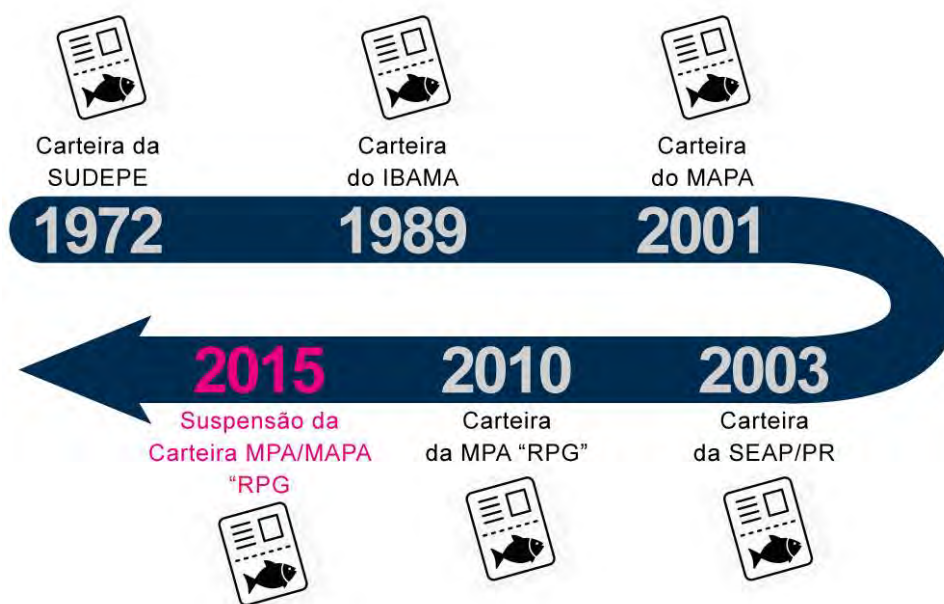 Carteira da
SUDEPE
1972
Carteira
do IBAMA
1989
Carteira
do MAPA
2001
2003
Carteira
da SEAP/PR
2010
Carteira
da MPA “RPG”
2015
Suspensão da
Carteira MPA/MAPA
“RPG